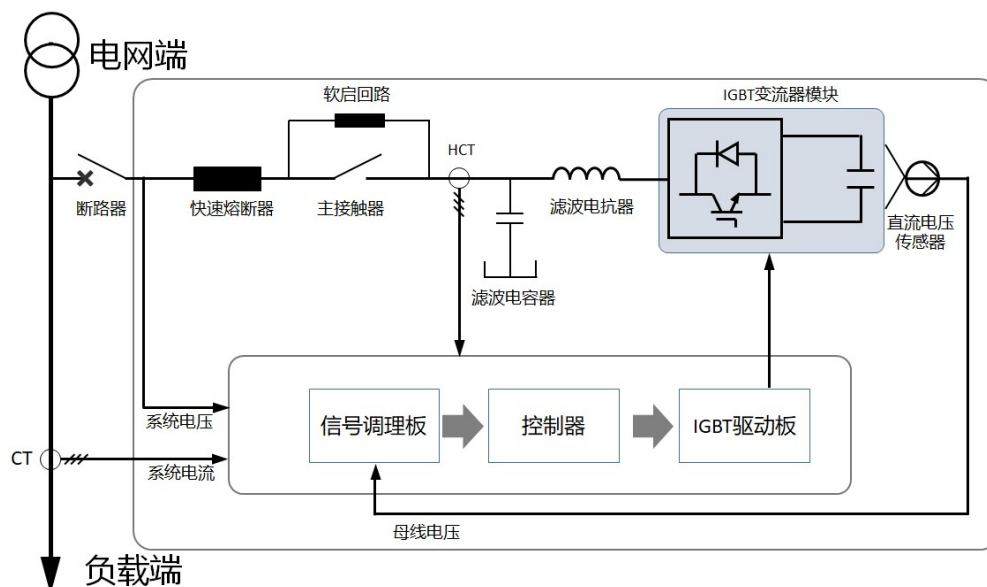 电网端
软启回路
IGBT变流器模块
HCT
断路器
快速熔断器
主接触器
滤波电抗器
直流电压
传感器
滤波电容器
信号调理板
控制器
IGBT驱动板
系统电压
CT
系统电流
母线电压
负载端